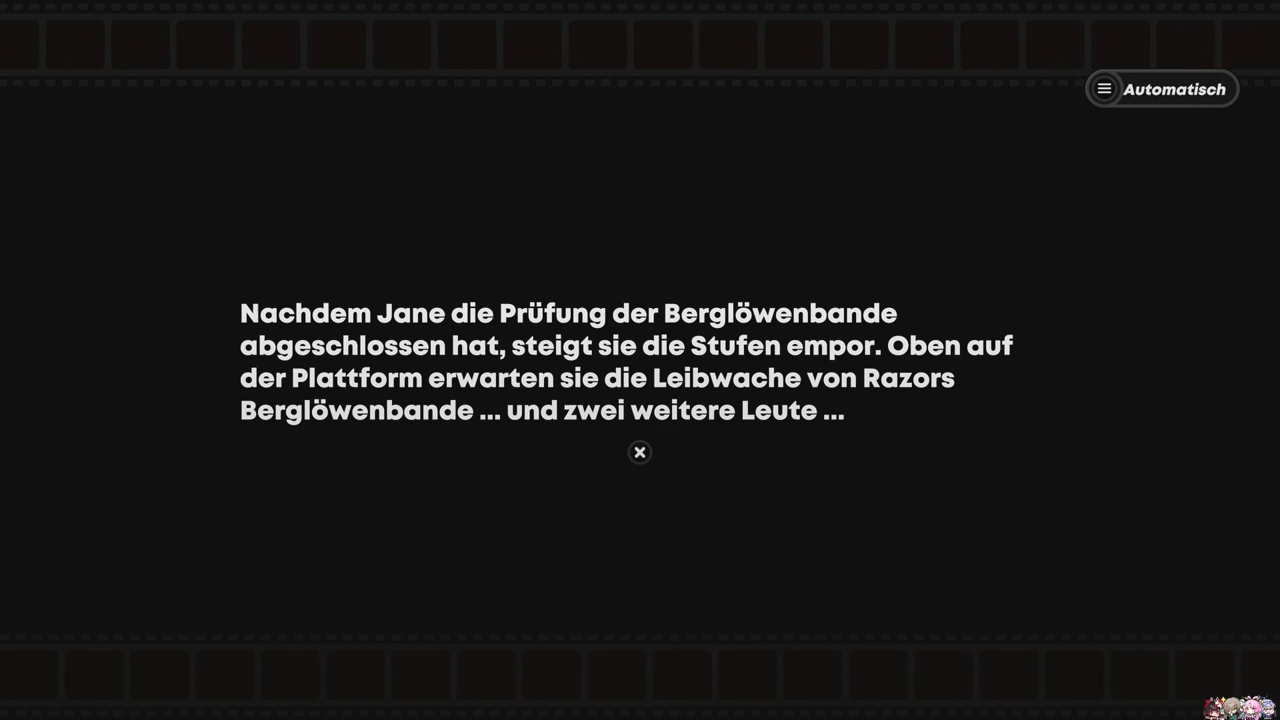 Automatisch
Nachdem Jane die Prüfung der Berglöwenbande
abgeschlossen hat, steigt sie die Stufen empor. Oben auf
der Plattform erwarten sie die Leibwache von Razors
Berglöwenbande ... und zwei weitere Leute ...